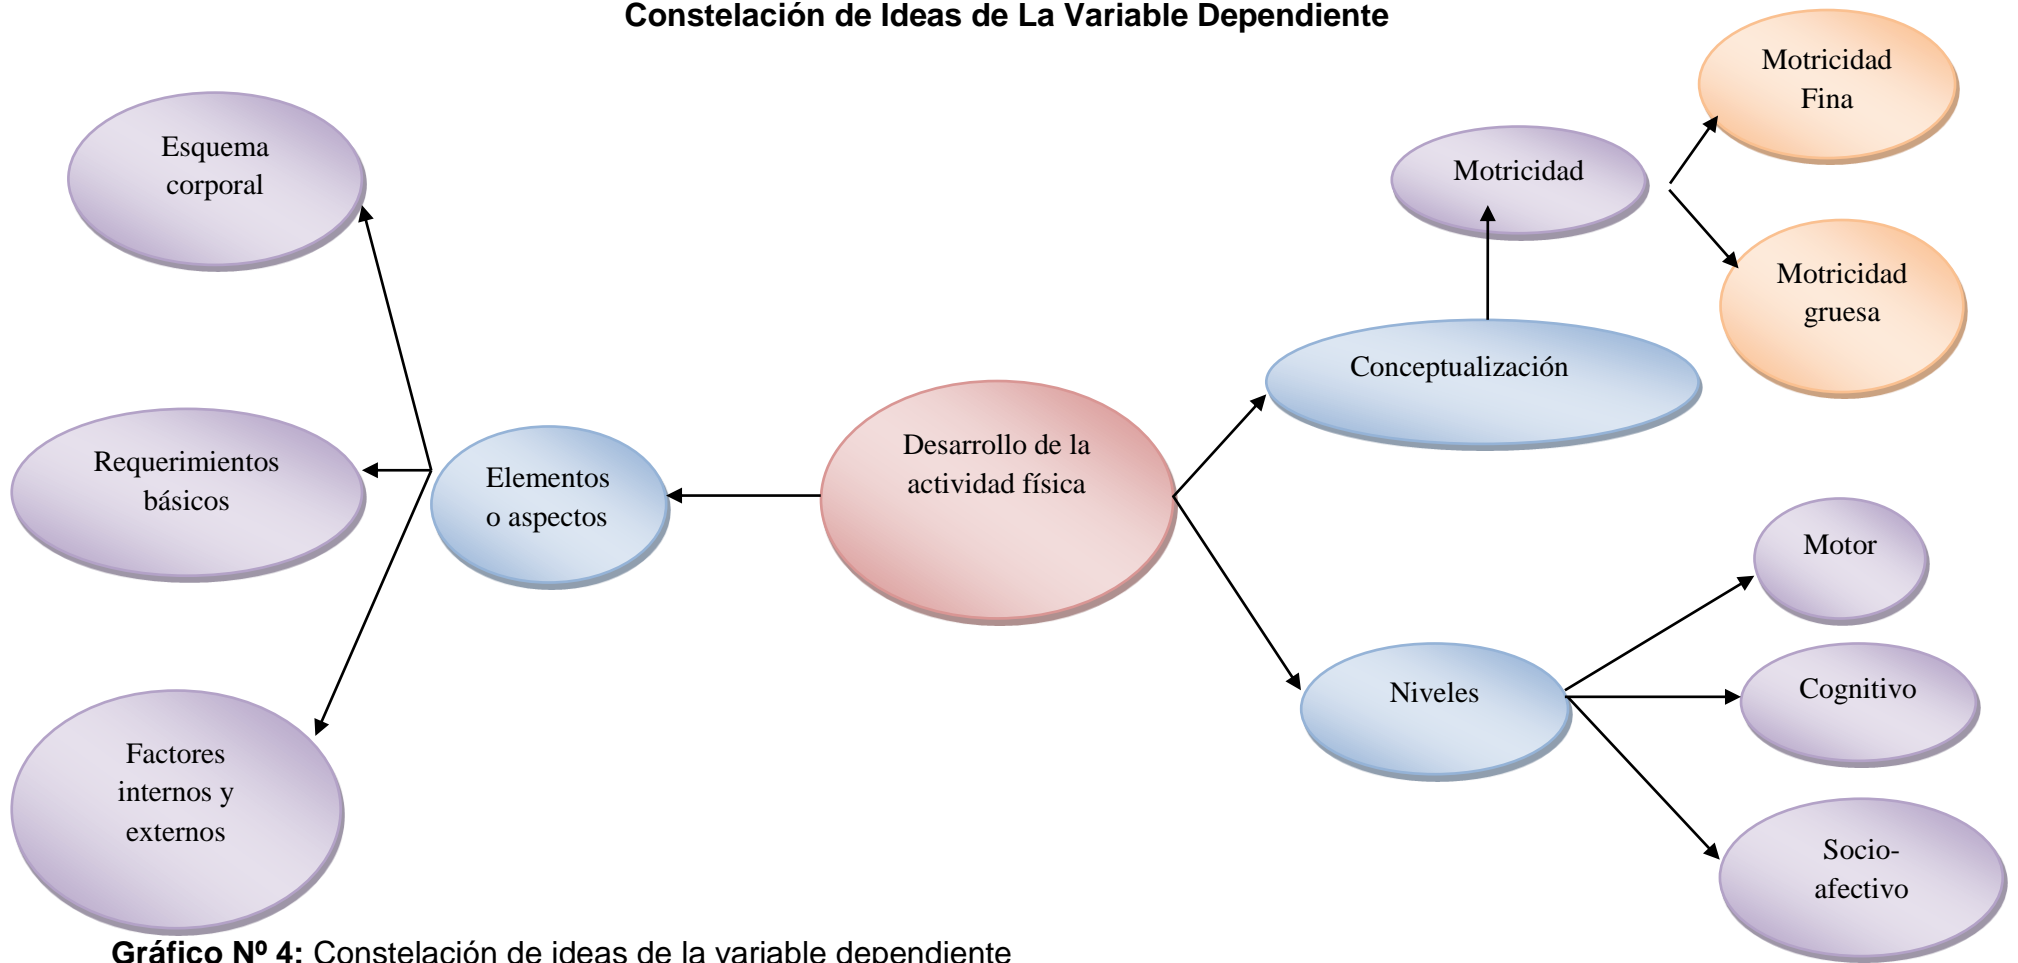 Constelación de Ideas de La Variable Dependiente
Esquema
corporal
Requerimientos
básicos
Factores
internos y
externos
Elementos
o aspectos
Desarrollo de la
actividad física
Conceptualización
Motricidad
Motricidad
Fina
Motricidad
gruesa
Niveles
Motor
Cognitivo
Socio-
afectivo
Gráfico Nº 4: Constelación de ideas de la variable dependiente